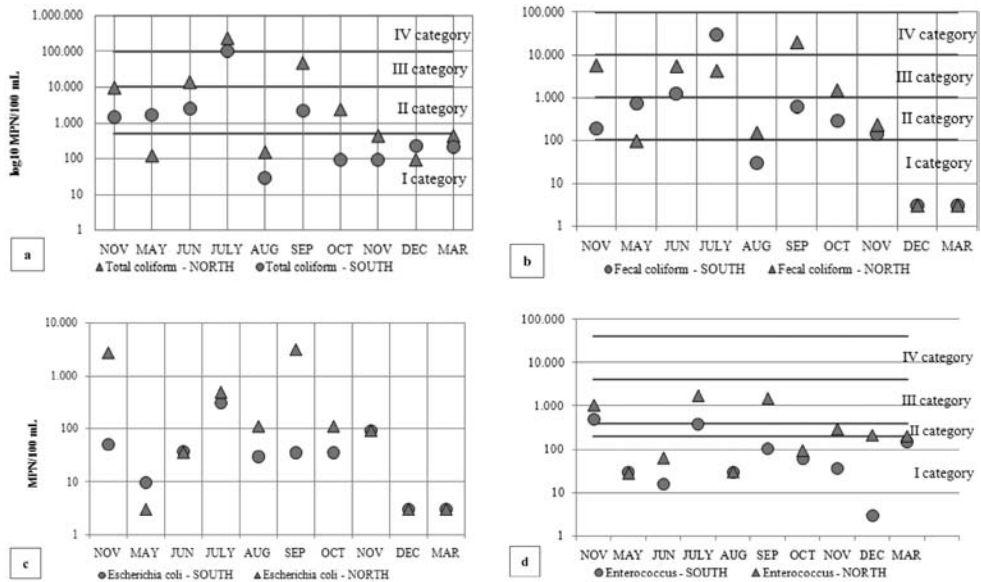 1.000.000
100.000
10.000
1.000
100
10
1
log10 MPN/100 mL
IV category
III category
II category
I category
NOV MAY JUN JULY AUG SEP OCT NOV DEC MAR
Total coliform - NORTH Total coliform - SOUTH
a
100.000
10.000
1.000
100
10
1
IV category
III category
II category
I category
NOV MAY JUN JULY AUG SEP OCT NOV DEC MAR
Fecal coliform - SOUTH Fecal coliform - NORTH
b
10.000
1.000
100
10
1
MPN/100 mL
NOV MAY JUN JULY AUG SEP OCT NOV DEC MAR
Escherichia coli - SOUTH Escherichia coli - NORTH
c
100.000
10.000
1.000
100
10
1
IV category
III category
II category
I category
NOV MAY JUN JULY AUG SEP OCT NOV DEC MAR
Enterococcus - SOUTH Enterococcus - NORTH
d